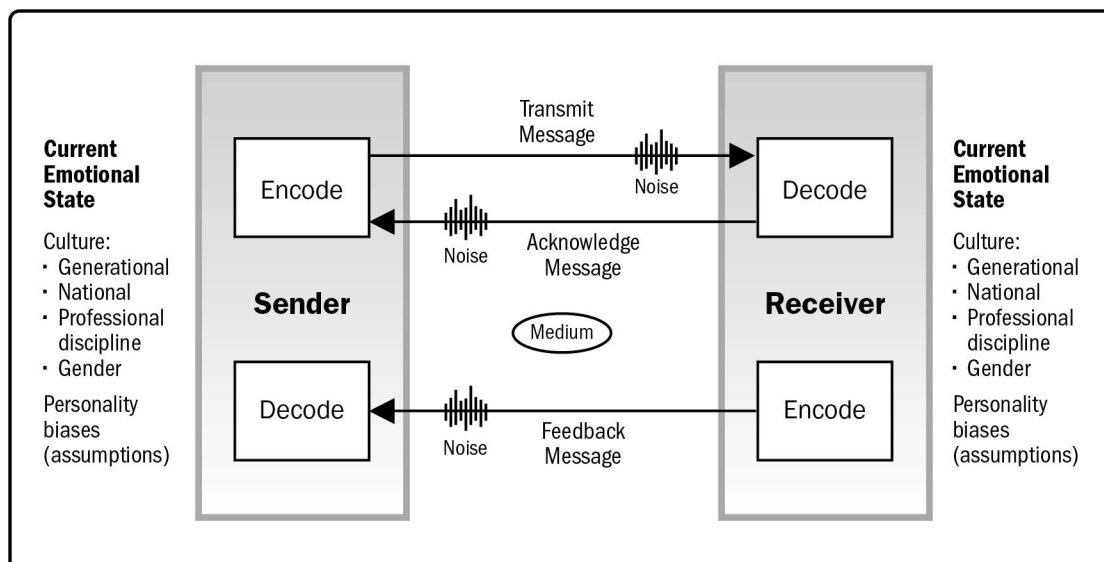 Current
Emotional
State
Culture:
▪ Generational
▪ National
▪ Professional
discipline
▪ Gender
Personality
biases
(assumptions)
Sender
Encode
Decode
Transmit
Message
Noise
Noise
Acknowledge
Message
Medium
Noise
Feedback
Message
Receiver
Decode
Encode
Current
Emotional
State
Culture:
▪ Generational
▪ National
▪ Professional
discipline
▪ Gender
Personality
biases
(assumptions)